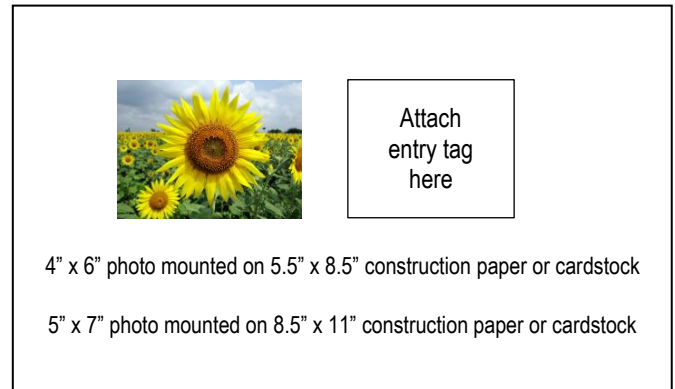 Attach
entry tag
here
4” x 6” photo mounted on 5.5” x 8.5” construction paper or cardstock
5” x 7” photo mounted on 8.5” x 11” construction paper or cardstock